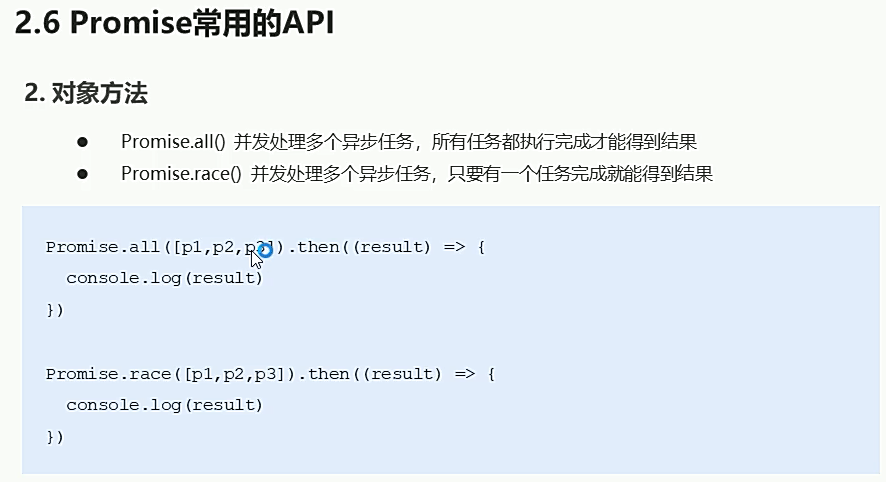 2.6 Promise常用的API
2. 对象方法
● Promise.all() 并发处理多个异步任务，所有任务都执行完成才能得到结果
● Promise.race() 并发处理多个异步任务，只要有一个任务完成就能得到结果
Promise.all([p1,p2,p3]).then((result) => {
console.log(result)
})
Promise.race([p1,p2,p3]).then((result) => {
console.log(result)
})